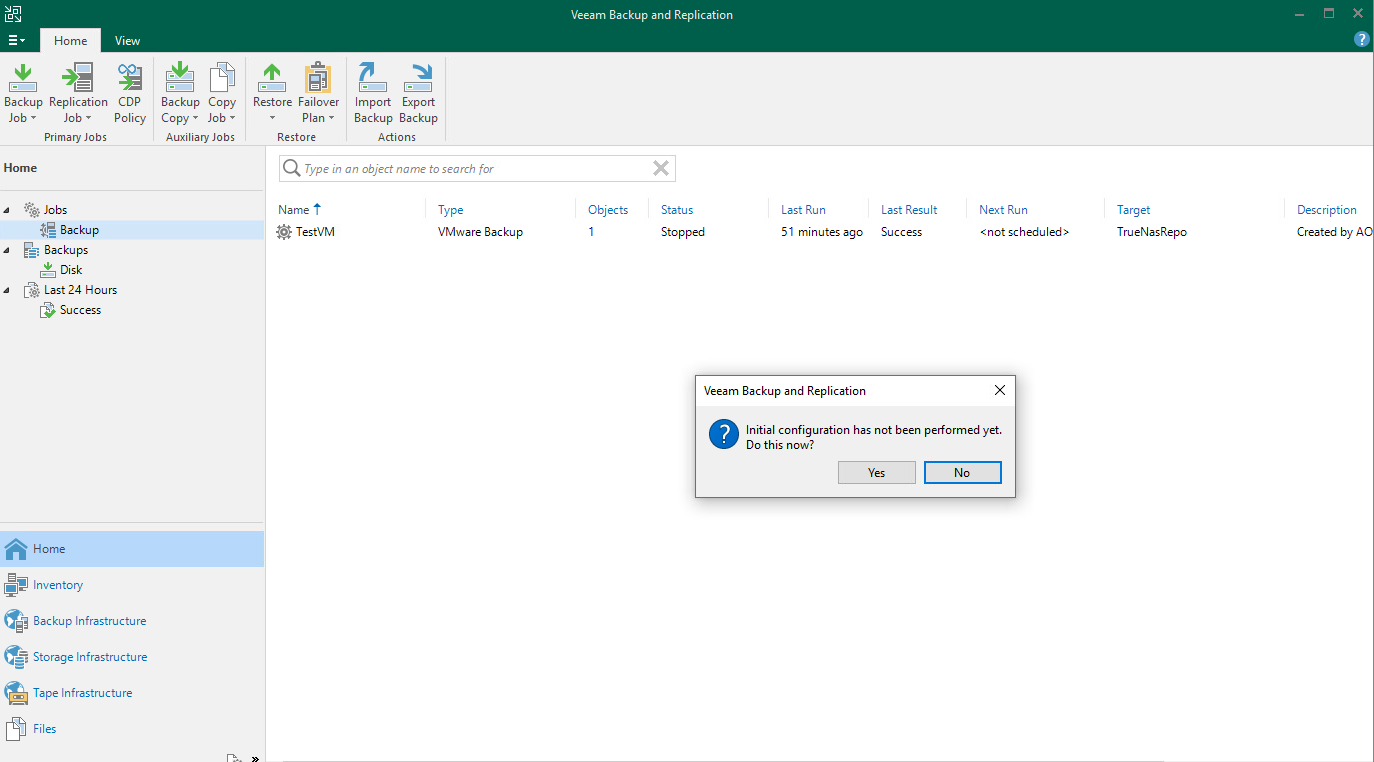 Veeam Backup and Replication
Home View
?
Backup Job
Replication Job
CDP Policy
Primary Jobs
Backup Copy
Copy Job
Auxiliary Jobs
Restore
Failover Plan
Restore
Import Backup
Export Backup
Actions
Home
Jobs
Backup
Backups
Disk
Last 24 Hours
Success
Type in an object name to search for
Name Type Objects Status Last Run Last Result Next Run Target Description
TestVM VMware Backup 1 Stopped 51 minutes ago Success <not scheduled> TrueNasRepo Created by AO
Veeam Backup and Replication
?
Initial configuration has not been performed yet.
Do this now?
Yes No
Home
Inventory
Backup Infrastructure
Storage Infrastructure
Tape Infrastructure
Files
»